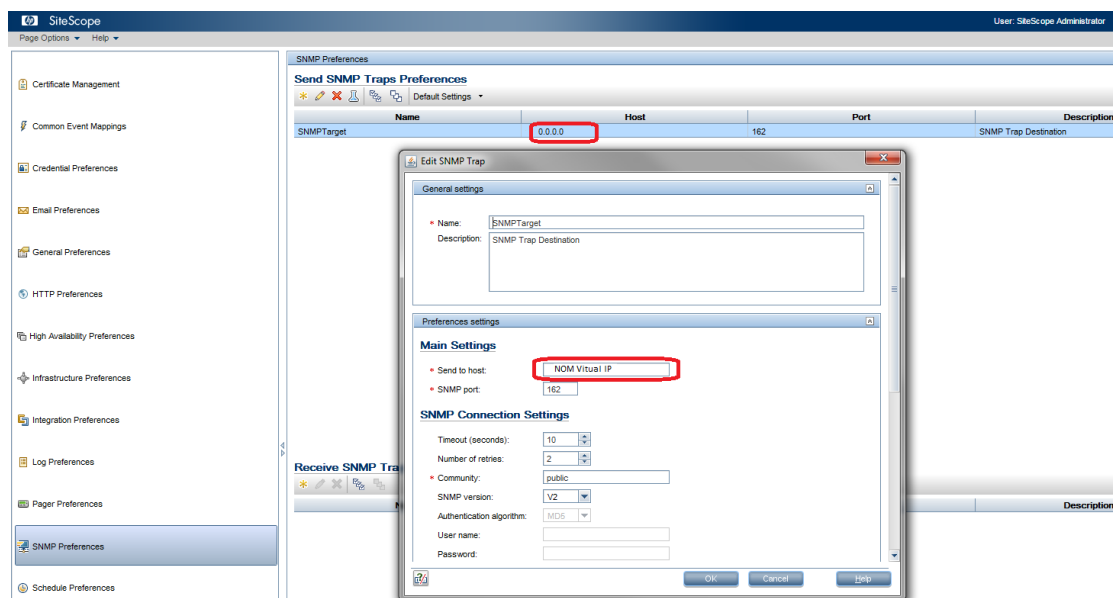 SiteScope
User: SiteScope Administrator
Page Options Help
Certificate Management
Common Event Mappings
Credential Preferences
Email Preferences
General Preferences
HTTP Preferences
High Availability Preferences
Infrastructure Preferences
Integration Preferences
Log Preferences
Pager Preferences
SNMP Preferences
Schedule Preferences
SNMP Preferences
Send SNMP Traps Preferences
Default Settings
Name Host Port Description
SNMPTarget 0.0.0.0 162 SNMP Trap Destination
Edit SNMP Trap
General settings
* Name: SNMPTarget
Description: SNMP Trap Destination
Preferences settings
Main Settings
* Send to host: NOM Vitual IP
* SNMP port: 162
SNMP Connection Settings
Timeout (seconds): 10
Number of retries: 2
* Community: public
SNMP version: V2
Authentication algorithm: MD5
User name:
Password:
OK Cancel Help
Receive SNMP Tra
Description